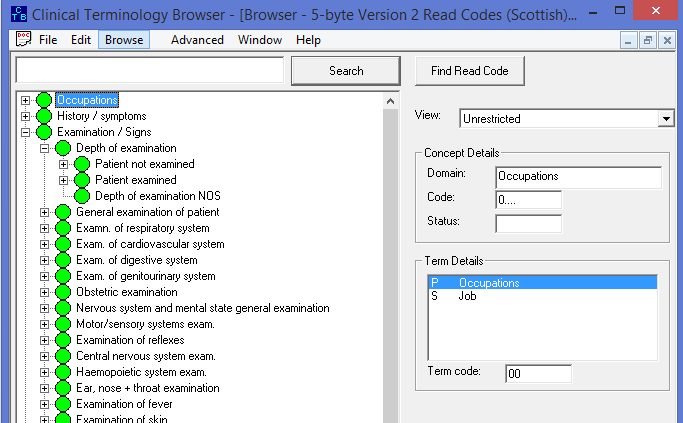 CTB Clinical Terminology Browser - [Browser - 5-byte Version 2 Read Codes (Scottish)...
DOC File Edit Browse Advanced Window Help
Search
Find Read Code
Occupations
History / symptoms
Examination / Signs
Depth of examination
Patient not examined
Patient examined
Depth of examination NOS
General examination of patient
Examn. of respiratory system
Exam. of cardiovascular system
Exam. of digestive system
Exam. of genitourinary system
Obstetric examination
Nervous system and mental state general examination
Motor/sensory systems exam.
Examination of reflexes
Central nervous system exam.
Haemopoietic system exam.
Ear, nose + throat examination
Examination of fever
Examination of skin
View: Unrestricted
Concept Details
Domain: Occupations
Code: 0....
Status:
Term Details
P Occupations
S Job
Term code: 00